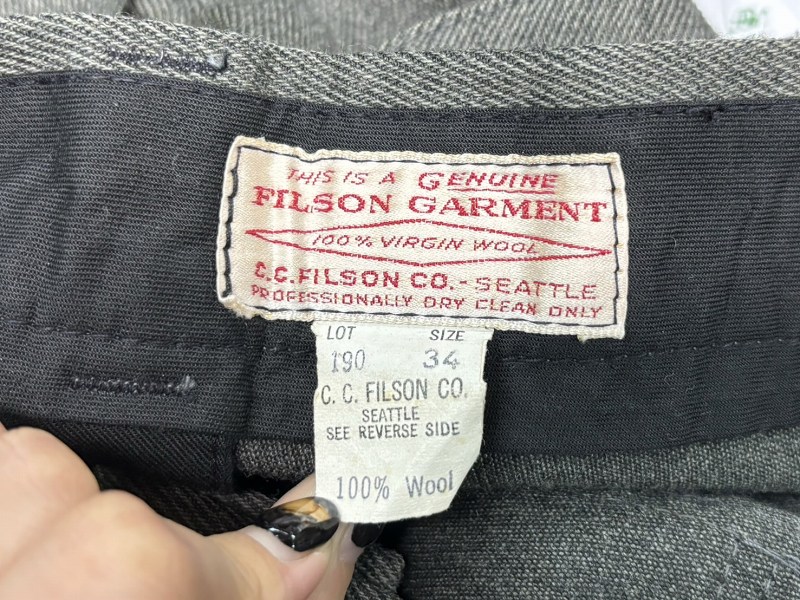 THIS IS A GENUINE
FILSON GARMENT
100% VIRGIN WOOL
C.C. FILSON CO. - SEATTLE
PROFESSIONALLY DRY CLEAN ONLY
LOT SIZE
190 34
C. C. FILSON CO.
SEATTLE
SEE REVERSE SIDE
100% Wool